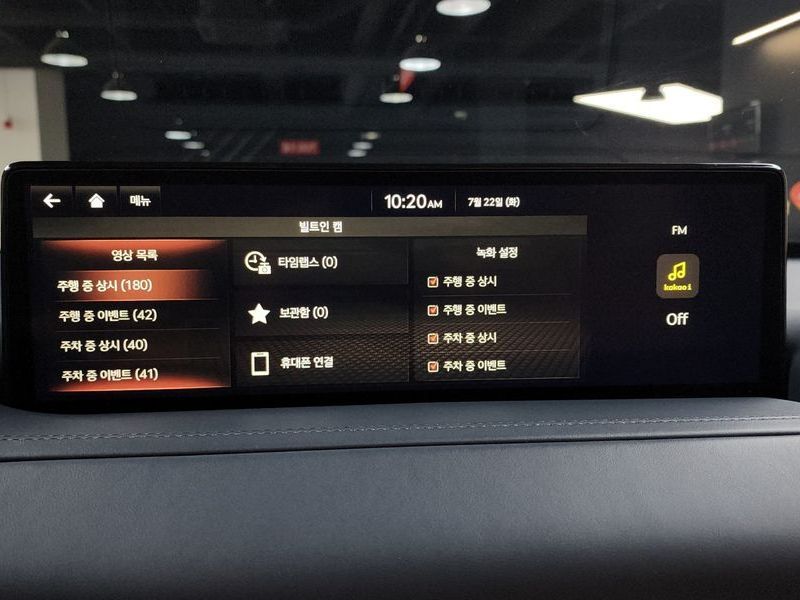 메뉴
10:20AM
7월 22일 (화)
빌트인 캠
영상 목록
주행 중 상시 (180)
주행 중 이벤트 (42)
주차 중 상시 (40)
주차 중 이벤트 (41)
타임랩스 (0)
보관함 (0)
휴대폰 연결
녹화 설정
주행 중 상시
주행 중 이벤트
주차 중 상시
주차 중 이벤트
FM
kakao i
Off